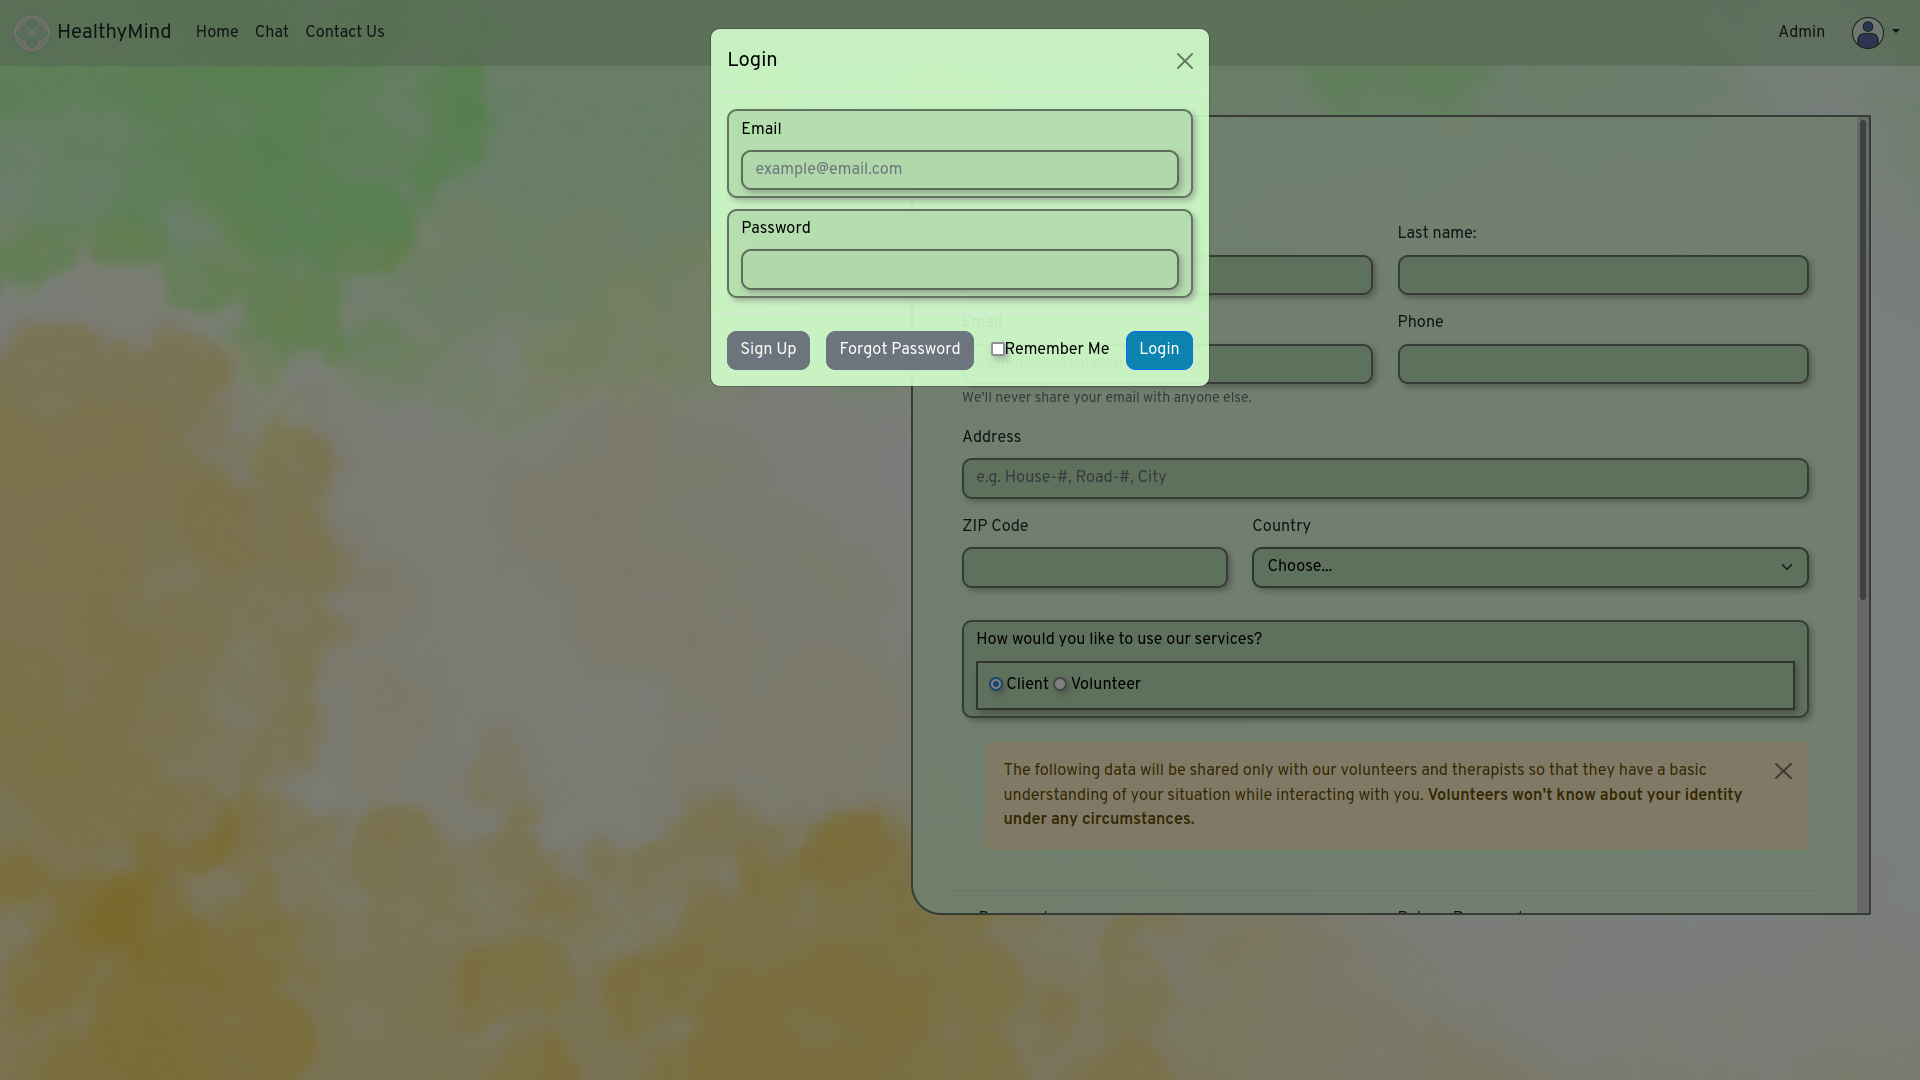 HealthyMind Home Chat Contact Us Admin
Login
Email
example@email.com
Password
Sign Up Forgot Password Remember Me Login
Last name:
Email Phone
We'll never share your email with anyone else.
Address
e.g. House-#, Road-#, City
ZIP Code Country
Choose...
How would you like to use our services?
Client Volunteer
The following data will be shared only with our volunteers and therapists so that they have a basic
understanding of your situation while interacting with you. Volunteers won't know about your identity
under any circumstances.